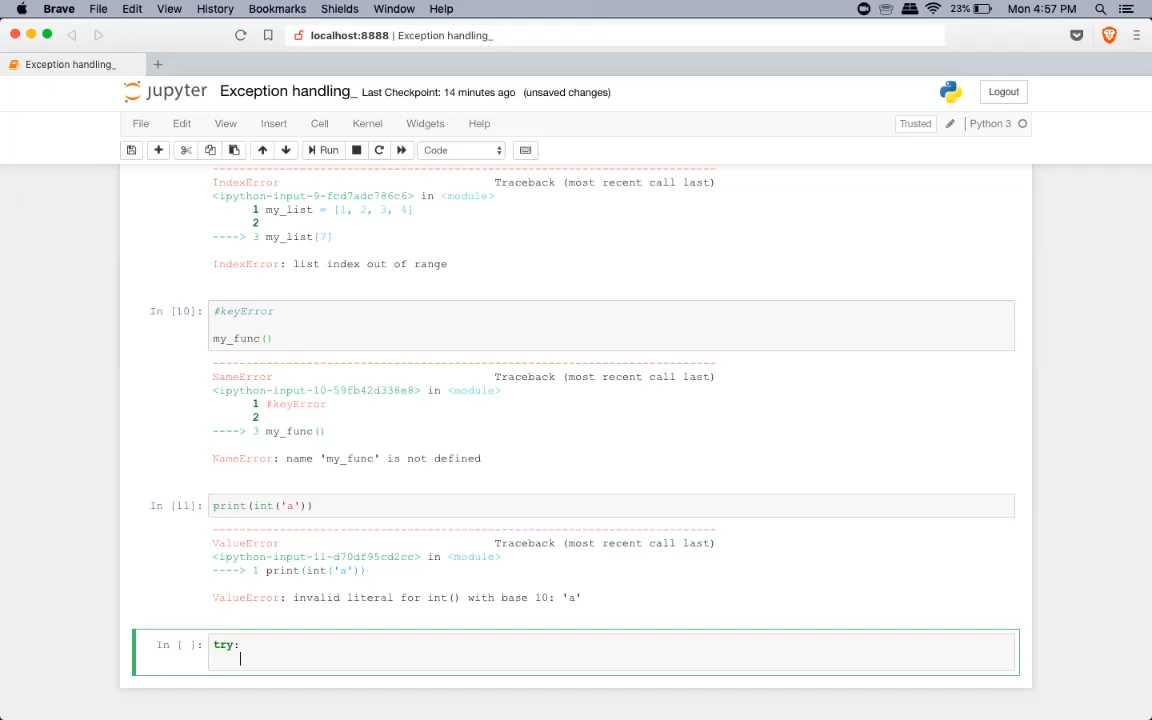 Brave File Edit View History Bookmarks Shields Window Help 23% Mon 4:57 PM
localhost:8888 | Exception handling_
Exception handling_
jupyter Exception handling_ Last Checkpoint: 14 minutes ago (unsaved changes) Logout
File Edit View Insert Cell Kernel Widgets Help Trusted Python 3
Run Code
IndexError Traceback (most recent call last)
<ipython-input-9-fcd7adc786c6> in <module>
1 my_list = [1, 2, 3, 4]
2
----> 3 my_list[7]
IndexError: list index out of range
In [10]: #keyError
my_func()
NameError Traceback (most recent call last)
<ipython-input-10-59fb42d338e8> in <module>
1 #keyError
2
----> 3 my_func()
NameError: name 'my_func' is not defined
In [11]: print(int('a'))
ValueError Traceback (most recent call last)
<ipython-input-11-d70df95cd2cc> in <module>
----> 1 print(int('a'))
ValueError: invalid literal for int() with base 10: 'a'
In [ ]: try: